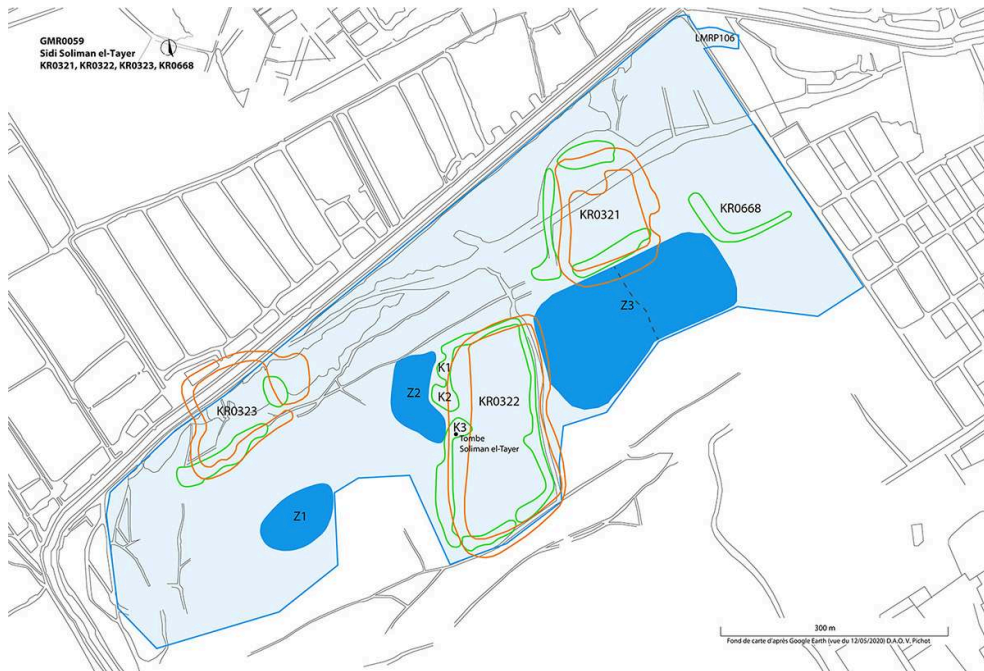 GMR0059
Sidi Soliman el-Tayer
KR0321, KR0322, KR0323, KR0668
LMRP106
KR0321
KR0668
Z3
K1
Z2
K2
KR0322
KR0323
K3
Tombe
Soliman el-Tayer
Z1
300 m
Fond de carte d'après Google Earth (vue du 12/05/2020) D.A.O. V. Pichot